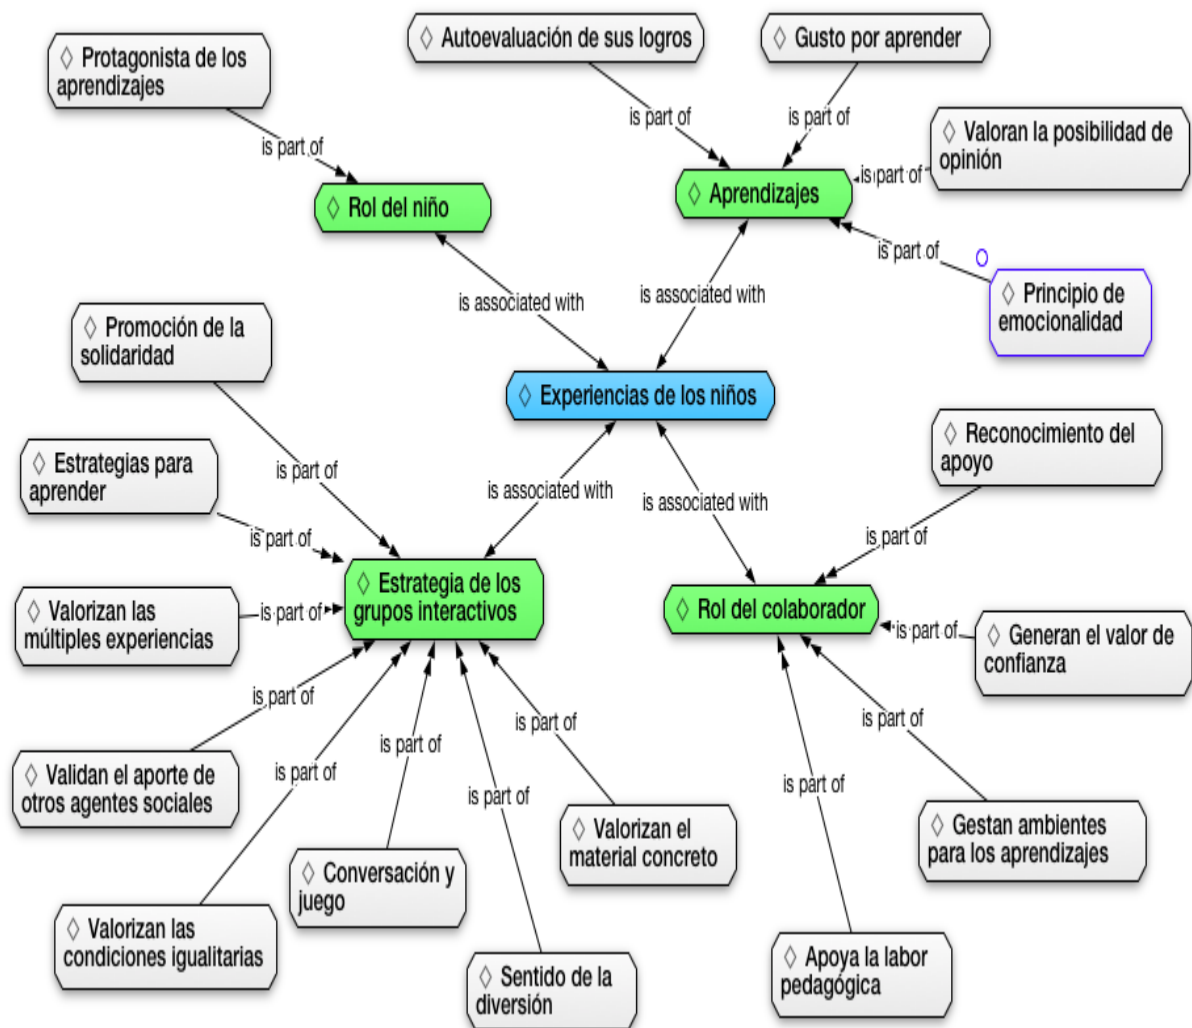 ◇ Autoevaluación de sus logros
◇ Gusto por aprender
◇ Protagonista de los
aprendizajes
is part of
is part of
is part of
◇ Valoran la posibilidad de
opinión
is part of
◇ Rol del niño
◇ Aprendizajes
is part of
◇ Principio de
emocionalidad
is associated with
is associated with
◇ Promoción de la
solidaridad
◇ Experiencias de los niños
◇ Reconocimiento del
apoyo
◇ Estrategias para
aprender
is part of
is associated with
is associated with
is part of
is part of
◇ Estrategia de los
grupos interactivos
◇ Rol del colaborador
◇ Valorizan las
múltiples experiencias
is part of
is part of
◇ Generan el valor de
confianza
is part of
is part of
is part of
is part of
◇ Validan el aporte de
otros agentes sociales
is part of
is part of
is part of
◇ Valorizan el
material concreto
◇ Gestan ambientes
para los aprendizajes
◇ Conversación y
juego
◇ Valorizan las
condiciones igualitarias
◇ Sentido de la
diversión
◇ Apoya la labor
pedagógica